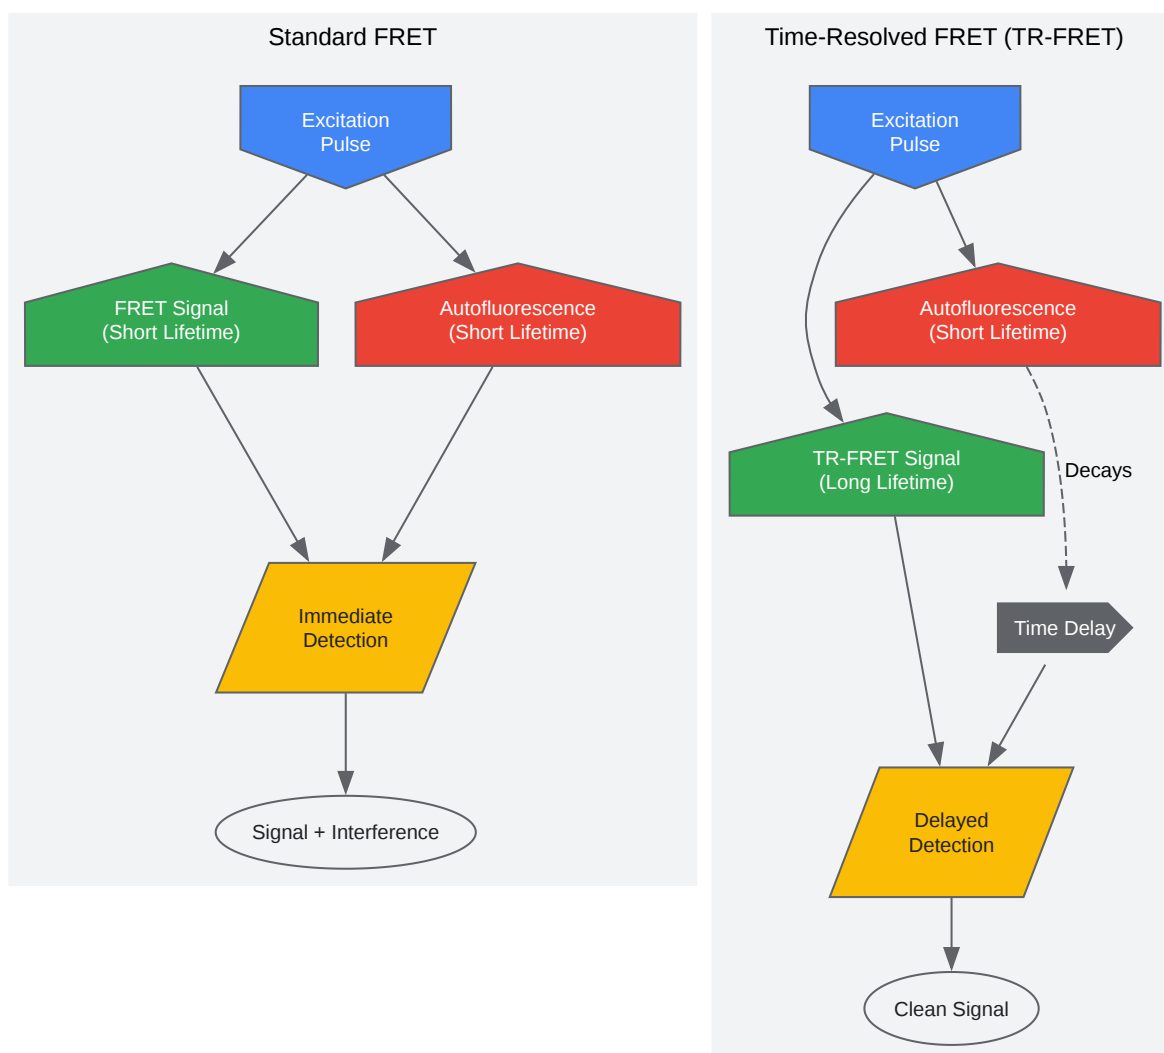 Standard FRET
Excitation
Pulse
FRET Signal
(Short Lifetime)
Autofluorescence
(Short Lifetime)
Immediate
Detection
Signal + Interference
Time-Resolved FRET (TR-FRET)
Excitation
Pulse
Autofluorescence
(Short Lifetime)
TR-FRET Signal
(Long Lifetime)
Decays
Time Delay
Delayed
Detection
Clean Signal